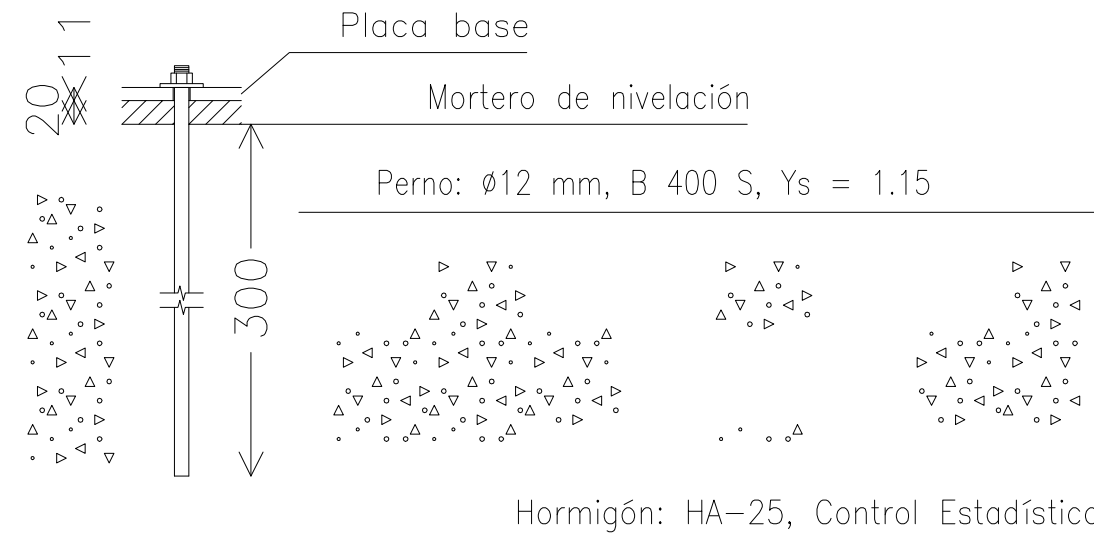 Placa base
11
20
Mortero de nivelación
Perno: ø12 mm, B 400 S, Ys = 1.15
300
Hormigón: HA-25, Control Estadístico